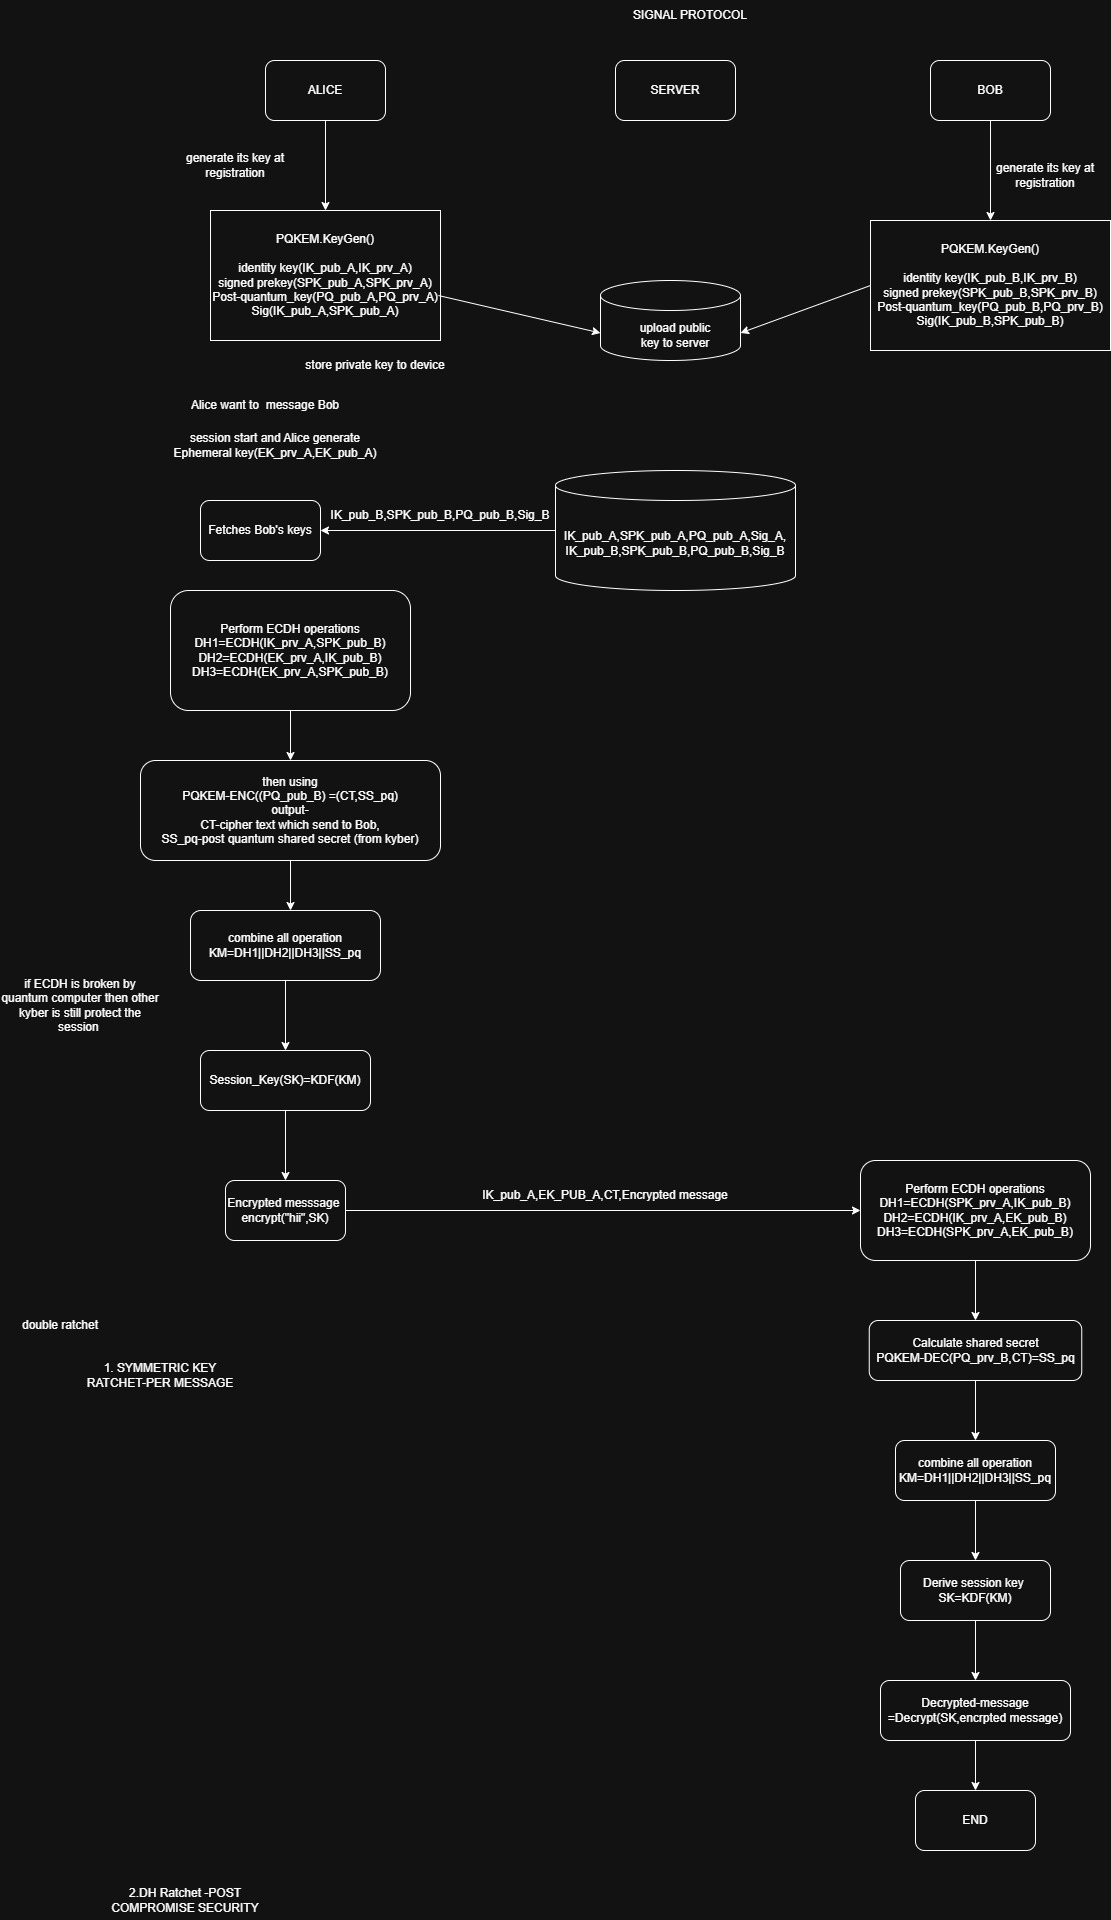 SIGNAL PROTOCOL
ALICE
SERVER
BOB
generate its key at
registration
generate its key at
registration
PQKEM.KeyGen()
identity key(IK_pub_A,IK_prv_A)
signed prekey(SPK_pub_A,SPK_prv_A)
Post-quantum_key(PQ_pub_A,PQ_prv_A)
Sig(IK_pub_A,SPK_pub_A)
PQKEM.KeyGen()
identity key(IK_pub_B,IK_prv_B)
signed prekey(SPK_pub_B,SPK_prv_B)
Post-quantum_key(PQ_pub_B,PQ_prv_B)
Sig(IK_pub_B,SPK_pub_B)
upload public
key to server
store private key to device
Alice want to  message Bob
session start and Alice generate
Ephemeral key(EK_prv_A,EK_pub_A)
Fetches Bob's keys
IK_pub_B,SPK_pub_B,PQ_pub_B,Sig_B
IK_pub_A,SPK_pub_A,PQ_pub_A,Sig_A,
IK_pub_B,SPK_pub_B,PQ_pub_B,Sig_B
Perform ECDH operations
DH1=ECDH(IK_prv_A,SPK_pub_B)
DH2=ECDH(EK_prv_A,IK_pub_B)
DH3=ECDH(EK_prv_A,SPK_pub_B)
then using
PQKEM-ENC((PQ_pub_B) =(CT,SS_pq)
output-
CT-cipher text which send to Bob,
SS_pq-post quantum shared secret (from kyber)
combine all operation
KM=DH1||DH2||DH3||SS_pq
if ECDH is broken by
quantum computer then other
kyber is still protect the
session
Session_Key(SK)=KDF(KM)
Encrypted messsage
encrypt("hii",SK)
IK_pub_A,EK_PUB_A,CT,Encrypted message
Perform ECDH operations
DH1=ECDH(SPK_prv_A,IK_pub_B)
DH2=ECDH(IK_prv_A,EK_pub_B)
DH3=ECDH(SPK_prv_A,EK_pub_B)
double ratchet
1. SYMMETRIC KEY
RATCHET-PER MESSAGE
Calculate shared secret
PQKEM-DEC(PQ_prv_B,CT)=SS_pq
combine all operation
KM=DH1||DH2||DH3||SS_pq
Derive session key
SK=KDF(KM)
Decrypted-message
=Decrypt(SK,encrpted message)
END
2.DH Ratchet -POST
COMPROMISE SECURITY